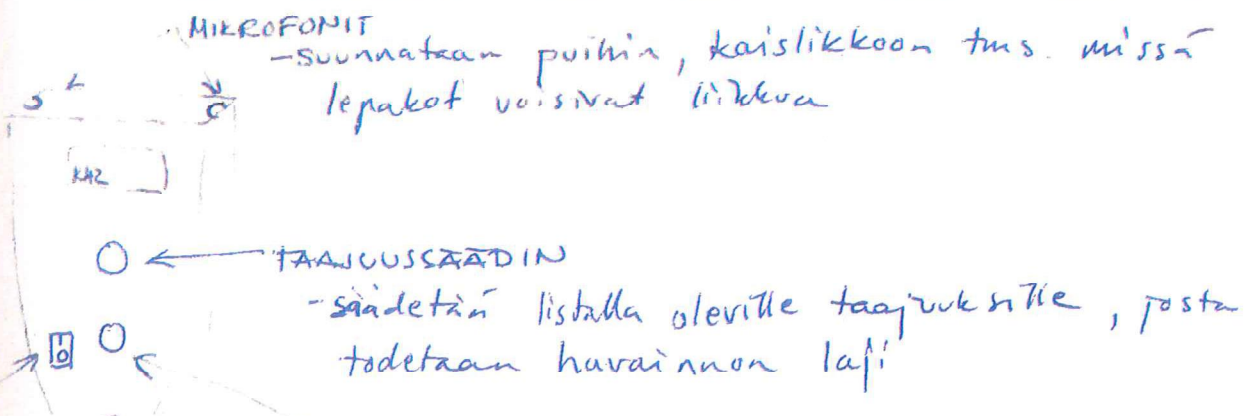 MIKROFONIT
-Suunnataan puihin, kaislikkoon tms. missä
lepakot voisivat liikkua
KHZ
TAAJUUSSÄÄDIN
-säädetään listalla oleville taajuuksille, josta
todetaan havainnon laji